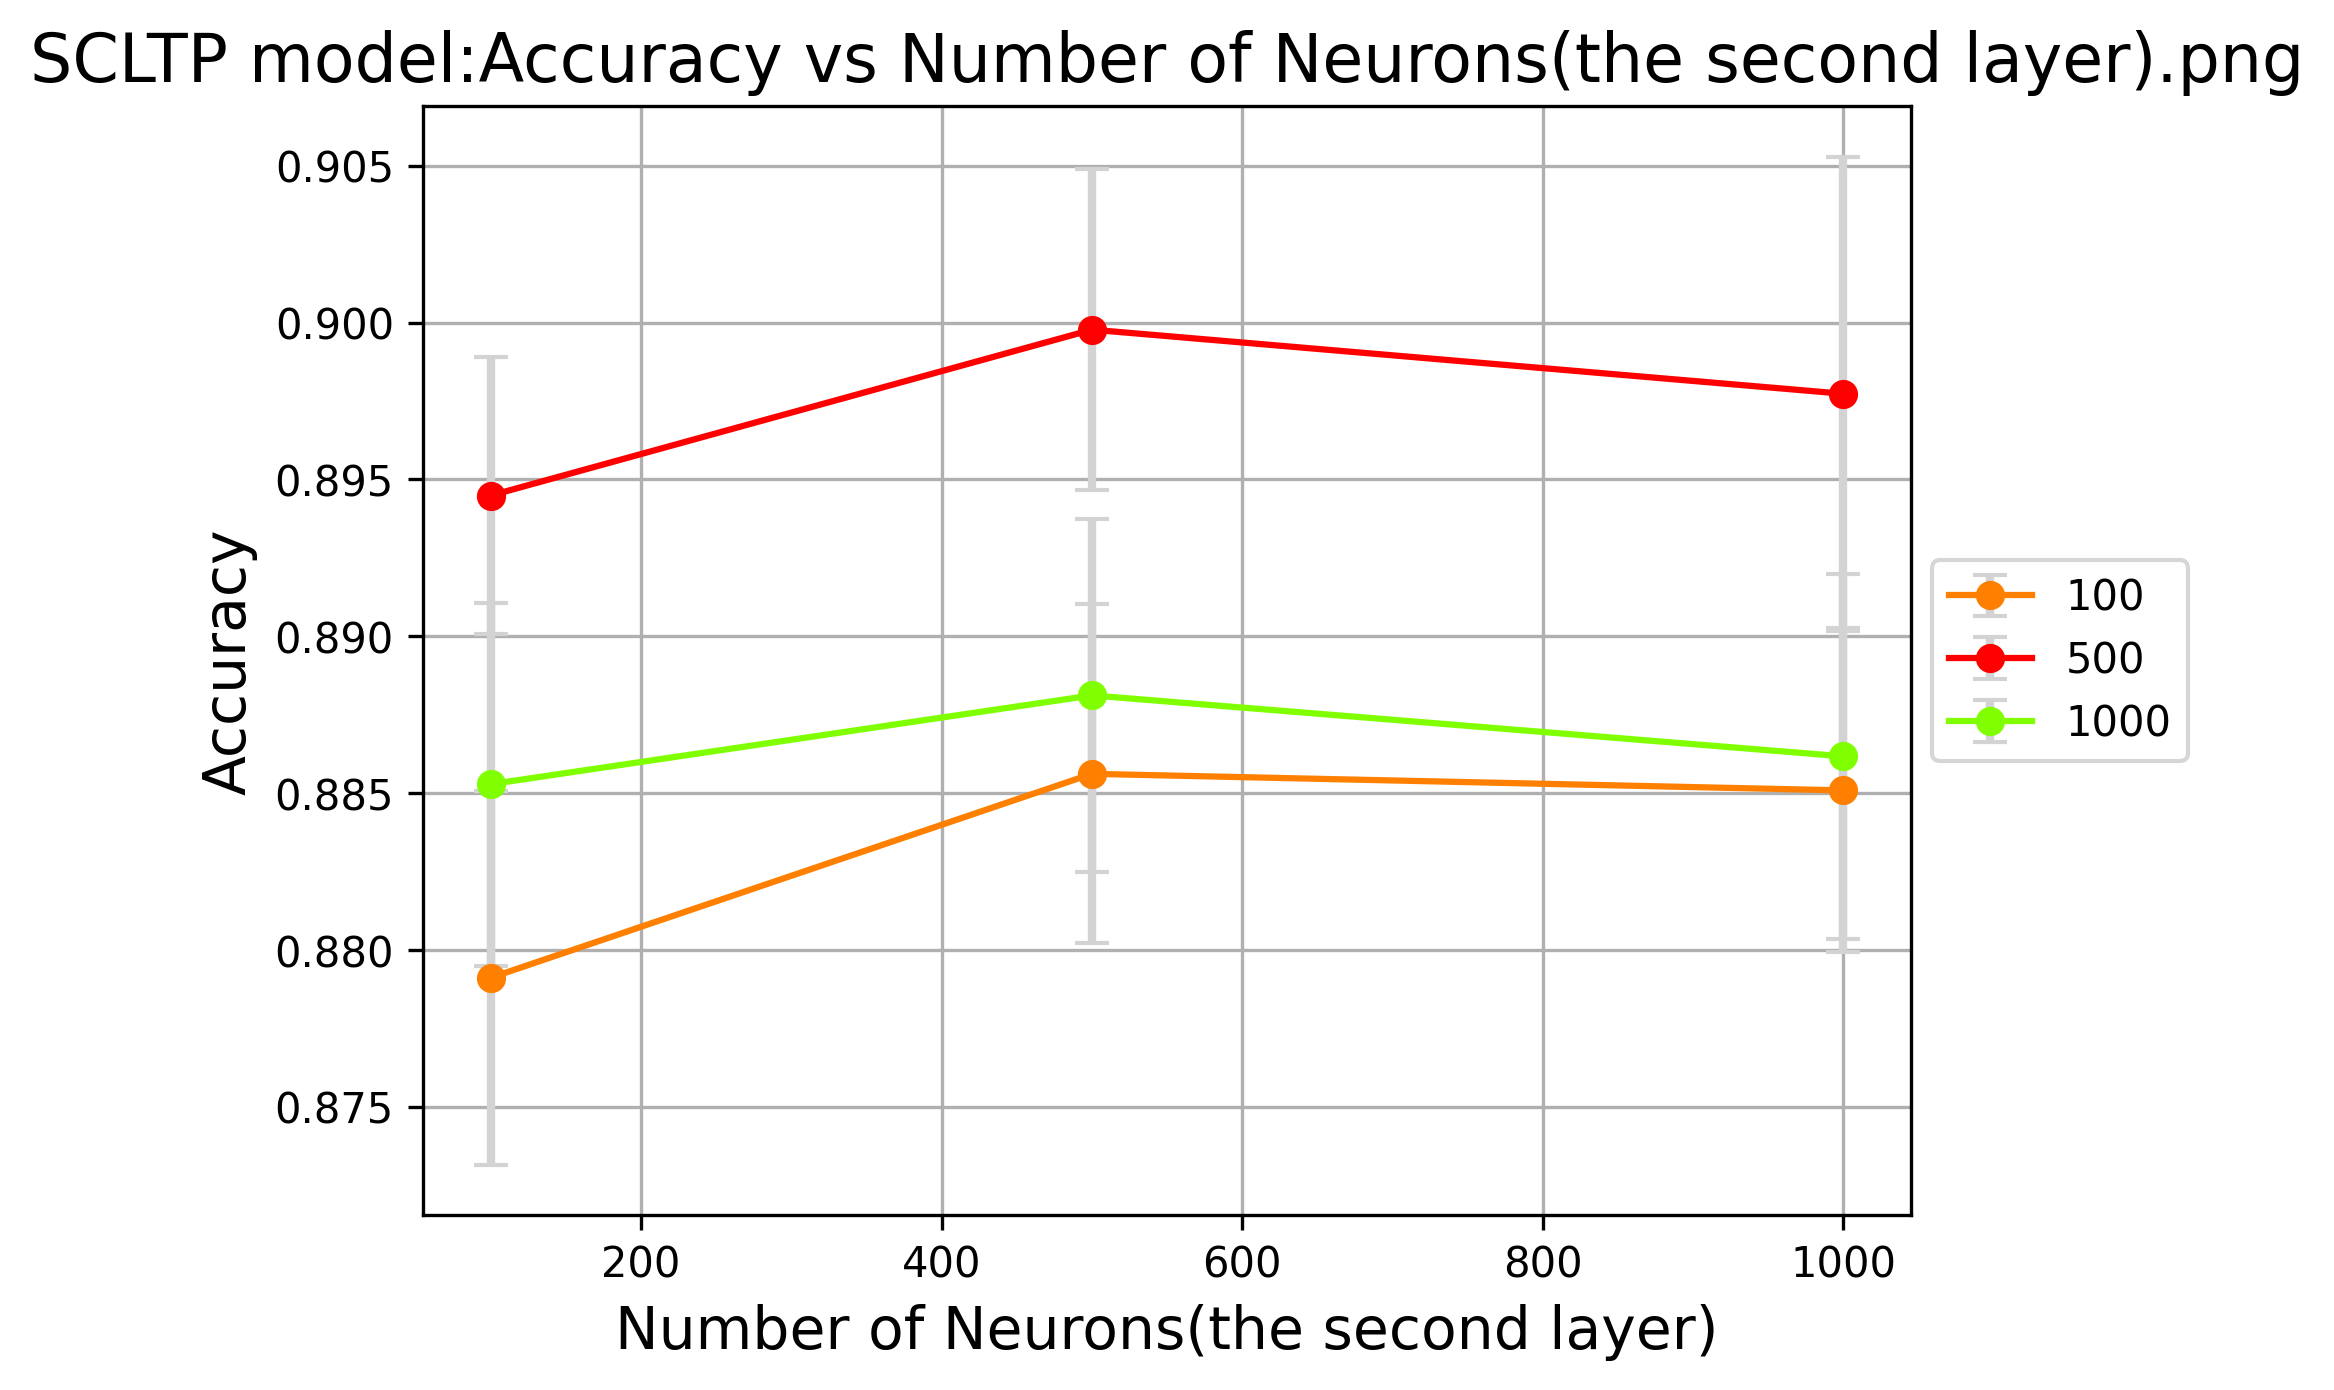 SCLTP model:Accuracy vs Number of Neurons(the second layer).png
0.905
0.900
0.895
0.890
0.885
0.880
0.875
Accuracy
200 400 600 800 1000
Number of Neurons(the second layer)
100
500
1000